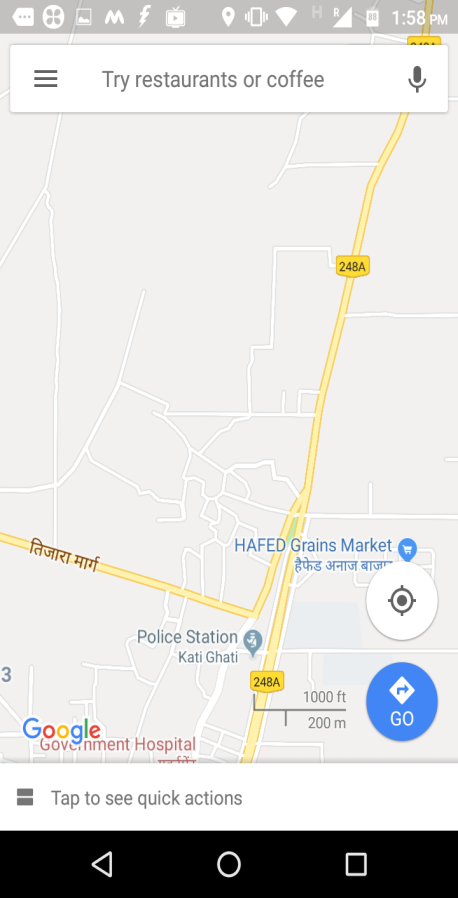 H R 88 1:58 PM
248A
Try restaurants or coffee
248A
HAFED Grains Market
हैफेड अनाज बाजार
तिजारा मार्ग
Police Station
Kati Ghati
3
248A
1000 ft
200 m
GO
Google
Government Hospital
Tap to see quick actions